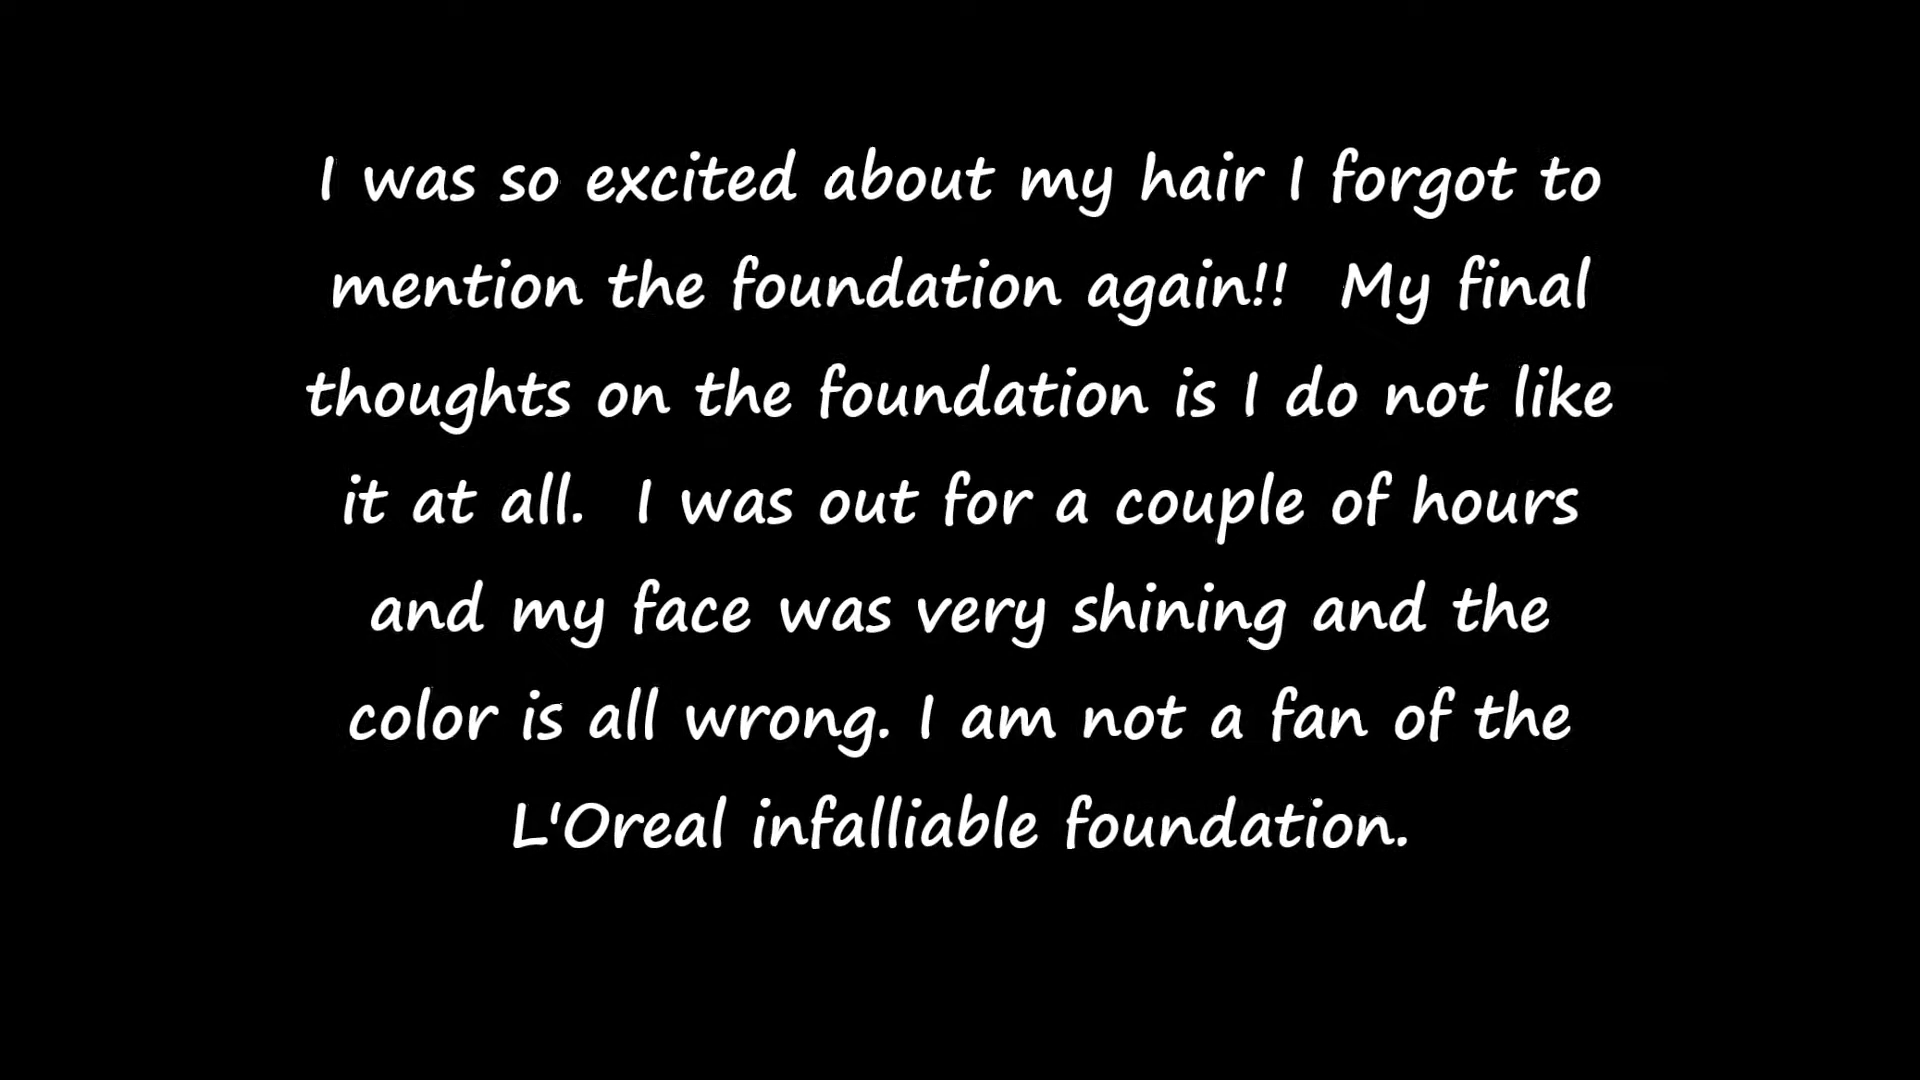 I was so excited about my hair I forgot to
mention the foundation again!!  My final
thoughts on the foundation is I do not like
it at all.  I was out for a couple of hours
and my face was very shining and the
color is all wrong. I am not a fan of the
L'Oreal infalliable foundation.